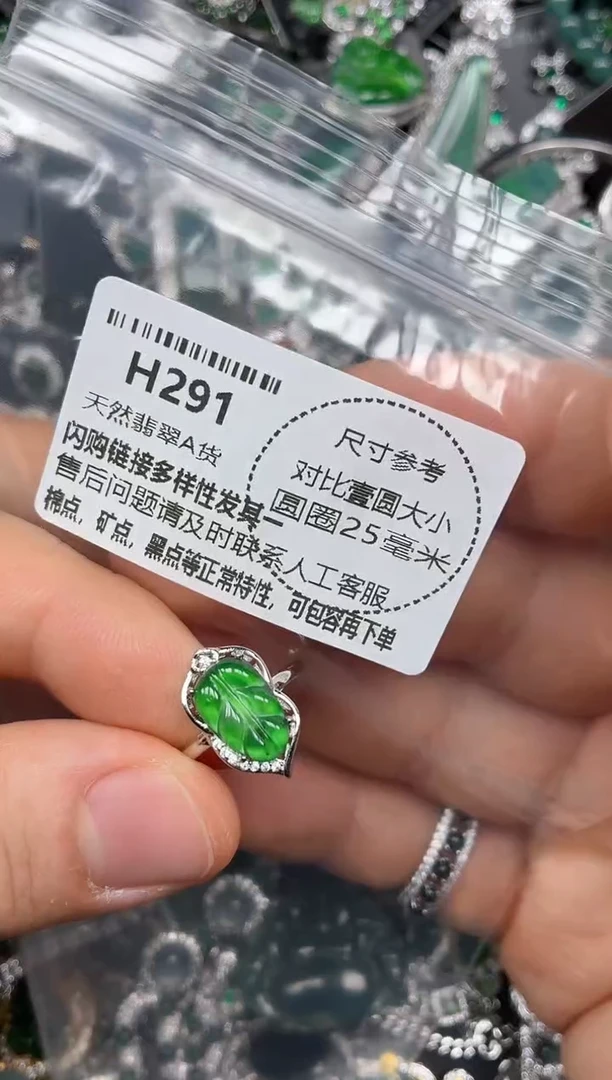 H291
天然翡翠A货
闪购链接多样性发其一
售后问题请及时联系人工客服
棉点，矿点，黑点等正常特性，可包容再下单
尺寸参考
对比壹圆大小
圆圈25毫米